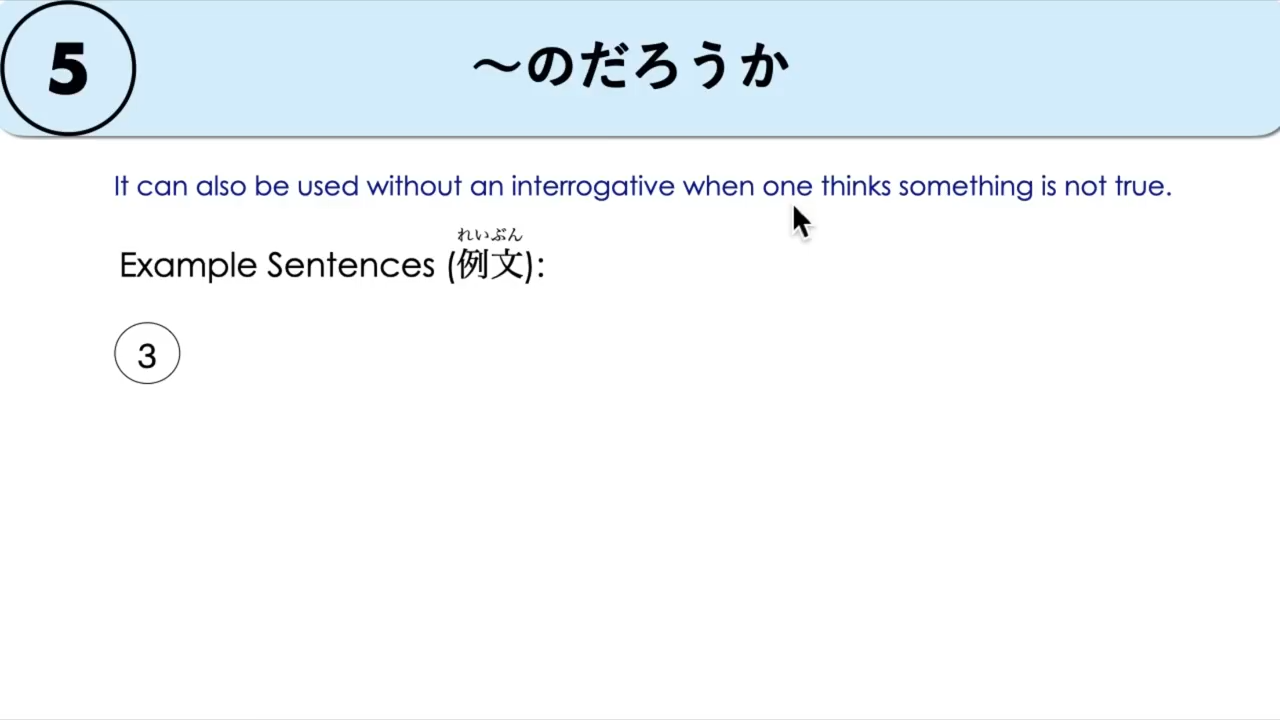 5
〜のだろうか
It can also be used without an interrogative when one thinks something is not true.
れいぶん
Example Sentences (例文):
3